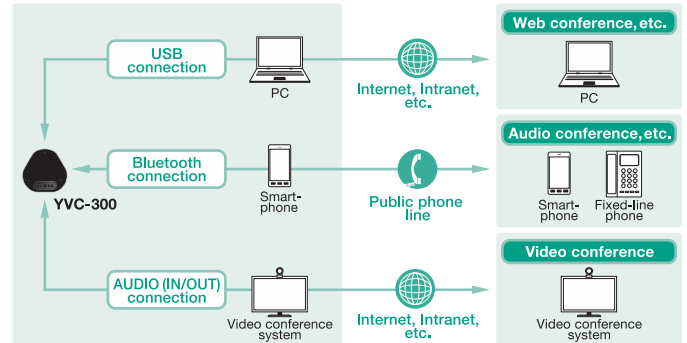 USB
connection
PC
Internet, Intranet,
etc.
Web conference, etc.
PC
YVC-300
Bluetooth
connection
Smart-
phone
Public phone
line
Audio conference, etc.
Smart-
phone
Fixed-line
phone
AUDIO (IN/OUT)
connection
Video conference
system
Internet, Intranet,
etc.
Video conference
Video conference
system